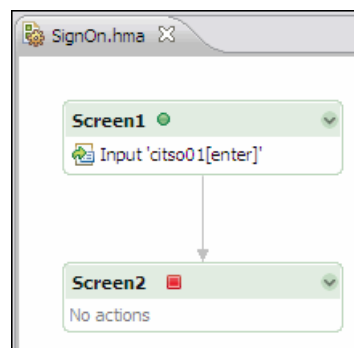 SignOn.hma
Screen1
Input 'citso01[enter]'
Screen2
No actions